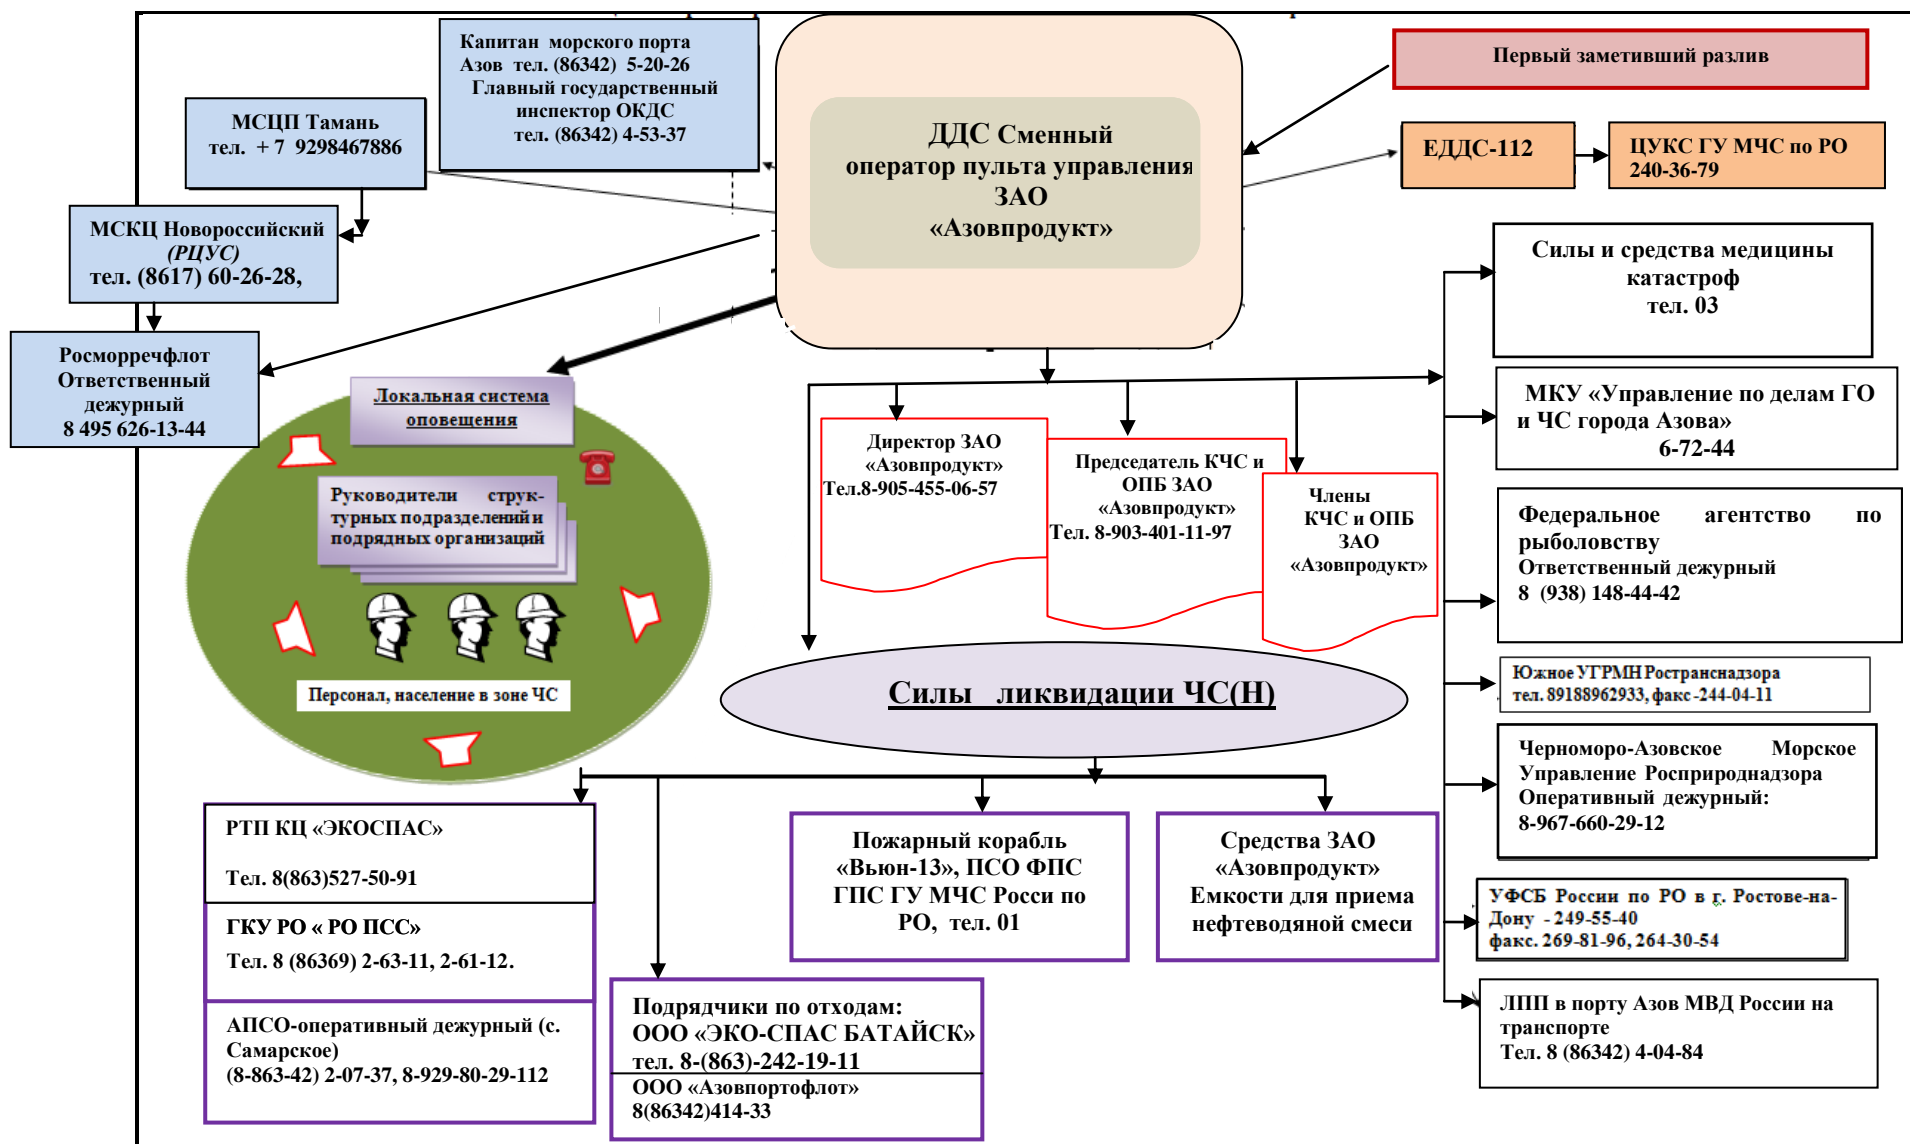 Капитан морского порта
Азов тел. (86342) 5-20-26
Главный государственный
инспектор ОКДС
тел. (86342) 4-53-37
МСЦП Тамань
тел. + 7 9298467886
МСКЦ Новороссийский
(РЦУС)
тел. (8617) 60-26-28,
Росморречфлот
Ответственный
дежурный
8 495 626-13-44
ДДС Сменный
оператор пульта управления
ЗАО
«Азовпродукт»
Первый заметивший разлив
ЕДДС-112
ЦУКС ГУ МЧС по РО
240-36-79
Силы и средства медицины
катастроф
тел. 03
МКУ «Управление по делам ГО
и ЧС города Азова»
6-72-44
Федеральное агентство по
рыболовству
Ответственный дежурный
8 (938) 148-44-42
Южное УГРМН Ространснадзора
тел. 89188962933, факс -244-04-11
Черноморо-Азовское Морское
Управление Росприроднадзора
Оперативный дежурный:
8-967-660-29-12
УФСБ России по РО в г. Ростове-на-
Дону - 249-55-40
факс. 269-81-96, 264-30-54
ЛПП в порту Азов МВД России на
транспорте
Тел. 8 (86342) 4-04-84
Директор ЗАО
«Азовпродукт»
Тел.8-905-455-06-57
Председатель КЧС и
ОПБ ЗАО
«Азовпродукт»
Тел. 8-903-401-11-97
Члены
КЧС и ОПБ
ЗАО
«Азовпродукт»
Локальная система
оповещения
Руководители струк-
турных подразделений и
подрядных организаций
Персонал, население в зоне ЧС
Силы ликвидации ЧС(Н)
РТП КЦ «ЭКОСПАС»
Тел. 8(863)527-50-91
ГКУ РО « РО ПСС»
Тел. 8 (86369) 2-63-11, 2-61-12.
АПСО-оперативный дежурный (с.
Самарское)
(8-863-42) 2-07-37, 8-929-80-29-112
Подрядчики по отходам:
ООО «ЭКО-СПАС БАТАЙСК»
тел. 8-(863)-242-19-11
ООО «Азовпортофлот»
8(86342)414-33
Пожарный корабль
«Вьюн-13», ПСО ФПС
ГПС ГУ МЧС Росси по
РО, тел. 01
Средства ЗАО
«Азовпродукт»
Емкости для приема
нефтеводяной смеси